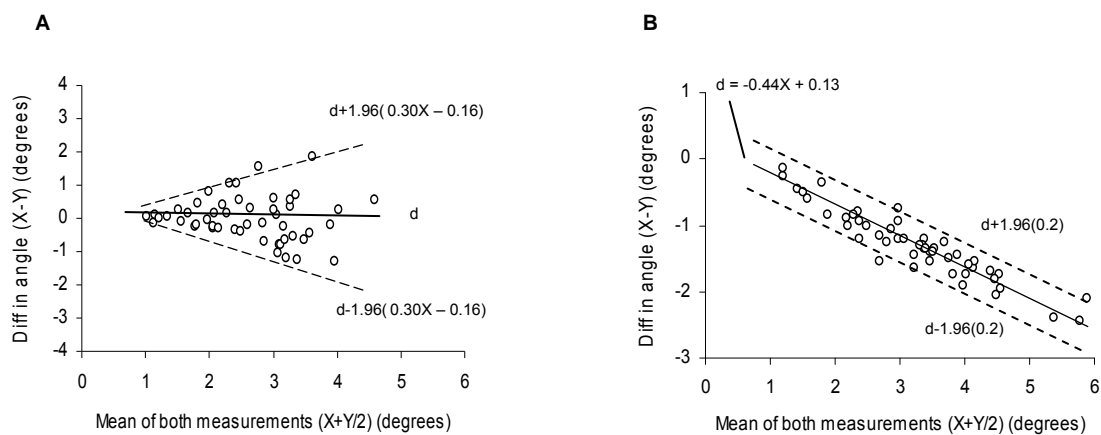 A
Diff in angle (X-Y) (degrees)
4
3
2
1
0
-1
-2
-3
-4
d+1.96(0.30X – 0.16)
d
d-1.96(0.30X – 0.16)
0 1 2 3 4 5 6
Mean of both measurements (X+Y/2) (degrees)
B
Diff in angle (X-Y) (degrees)
1
0
-1
-2
-3
d = -0.44X + 0.13
d+1.96(0.2)
d-1.96(0.2)
0 1 2 3 4 5 6
Mean of both measurements (X+Y/2) (degrees)